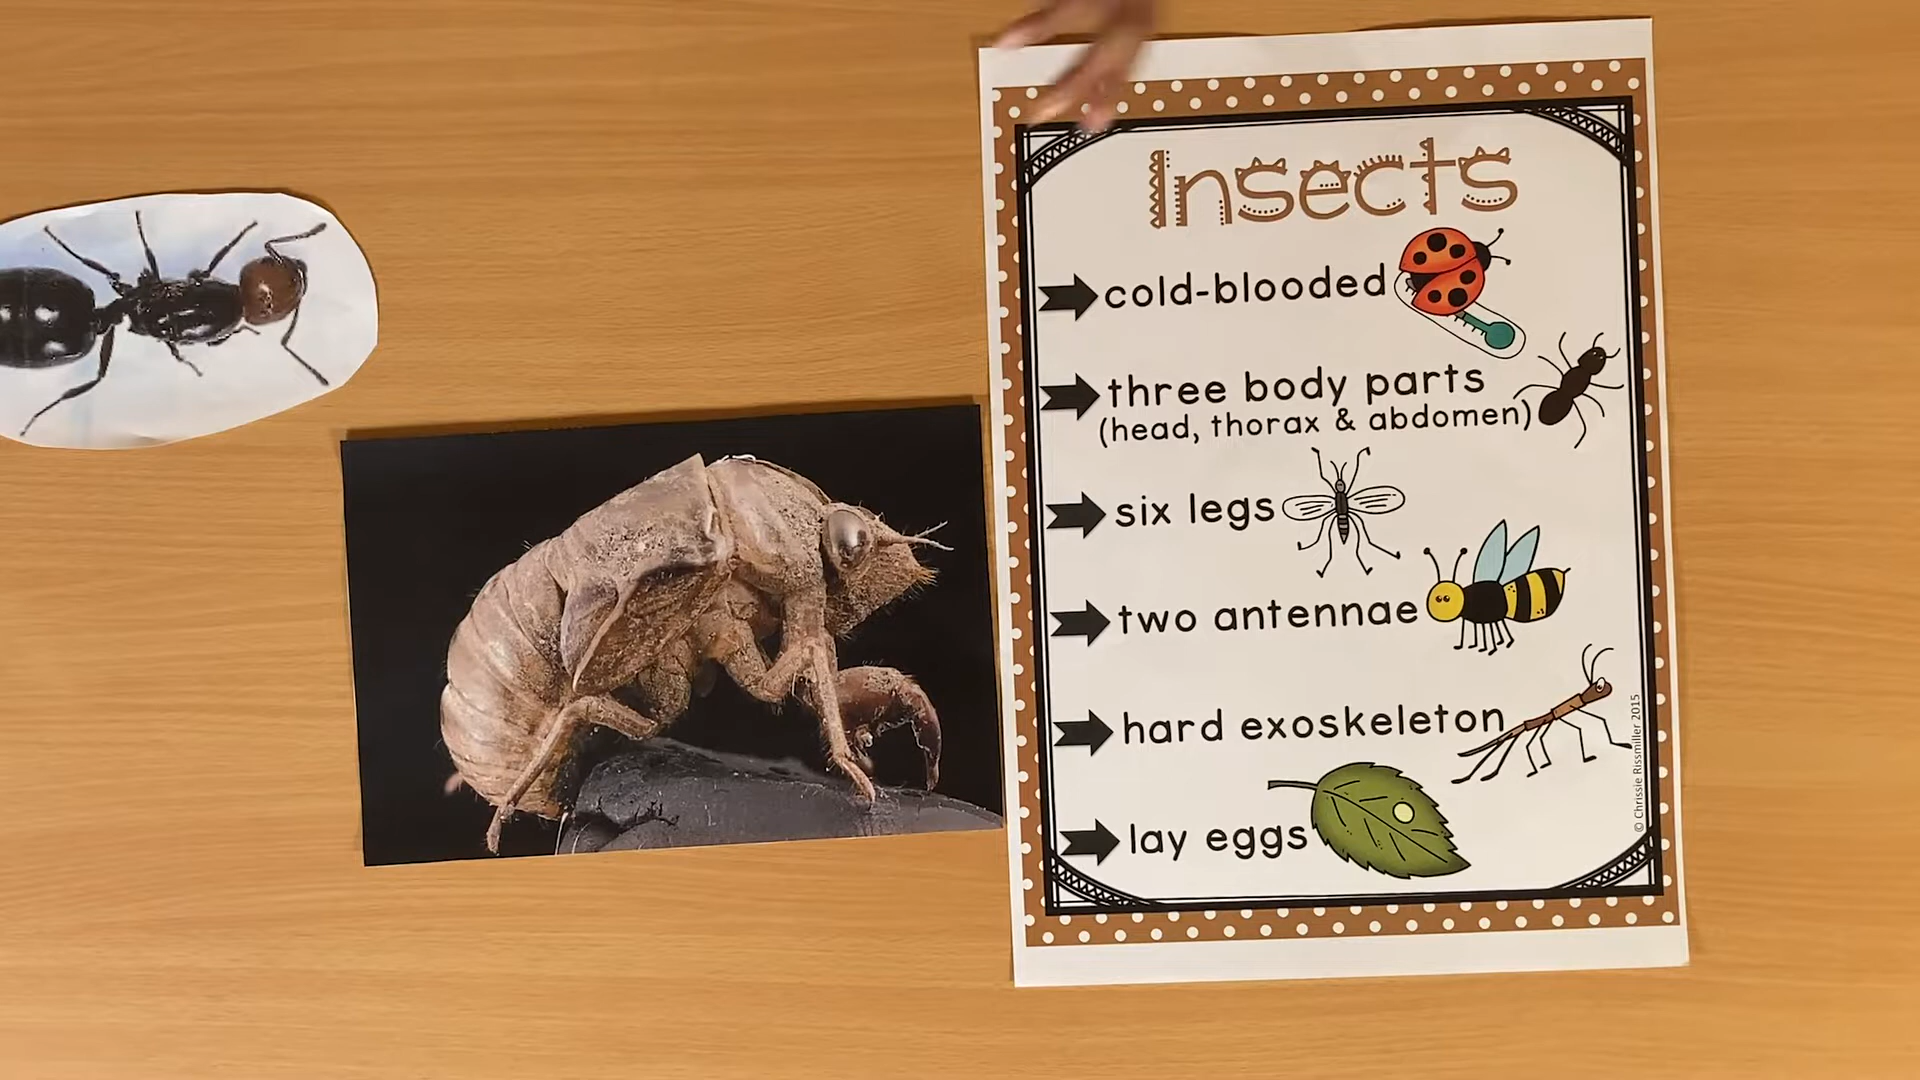 Insects
cold-blooded
three body parts
(head, thorax & abdomen)
six legs
two antennae
hard exoskeleton
lay eggs
© Chrissie Rissmiller 2015